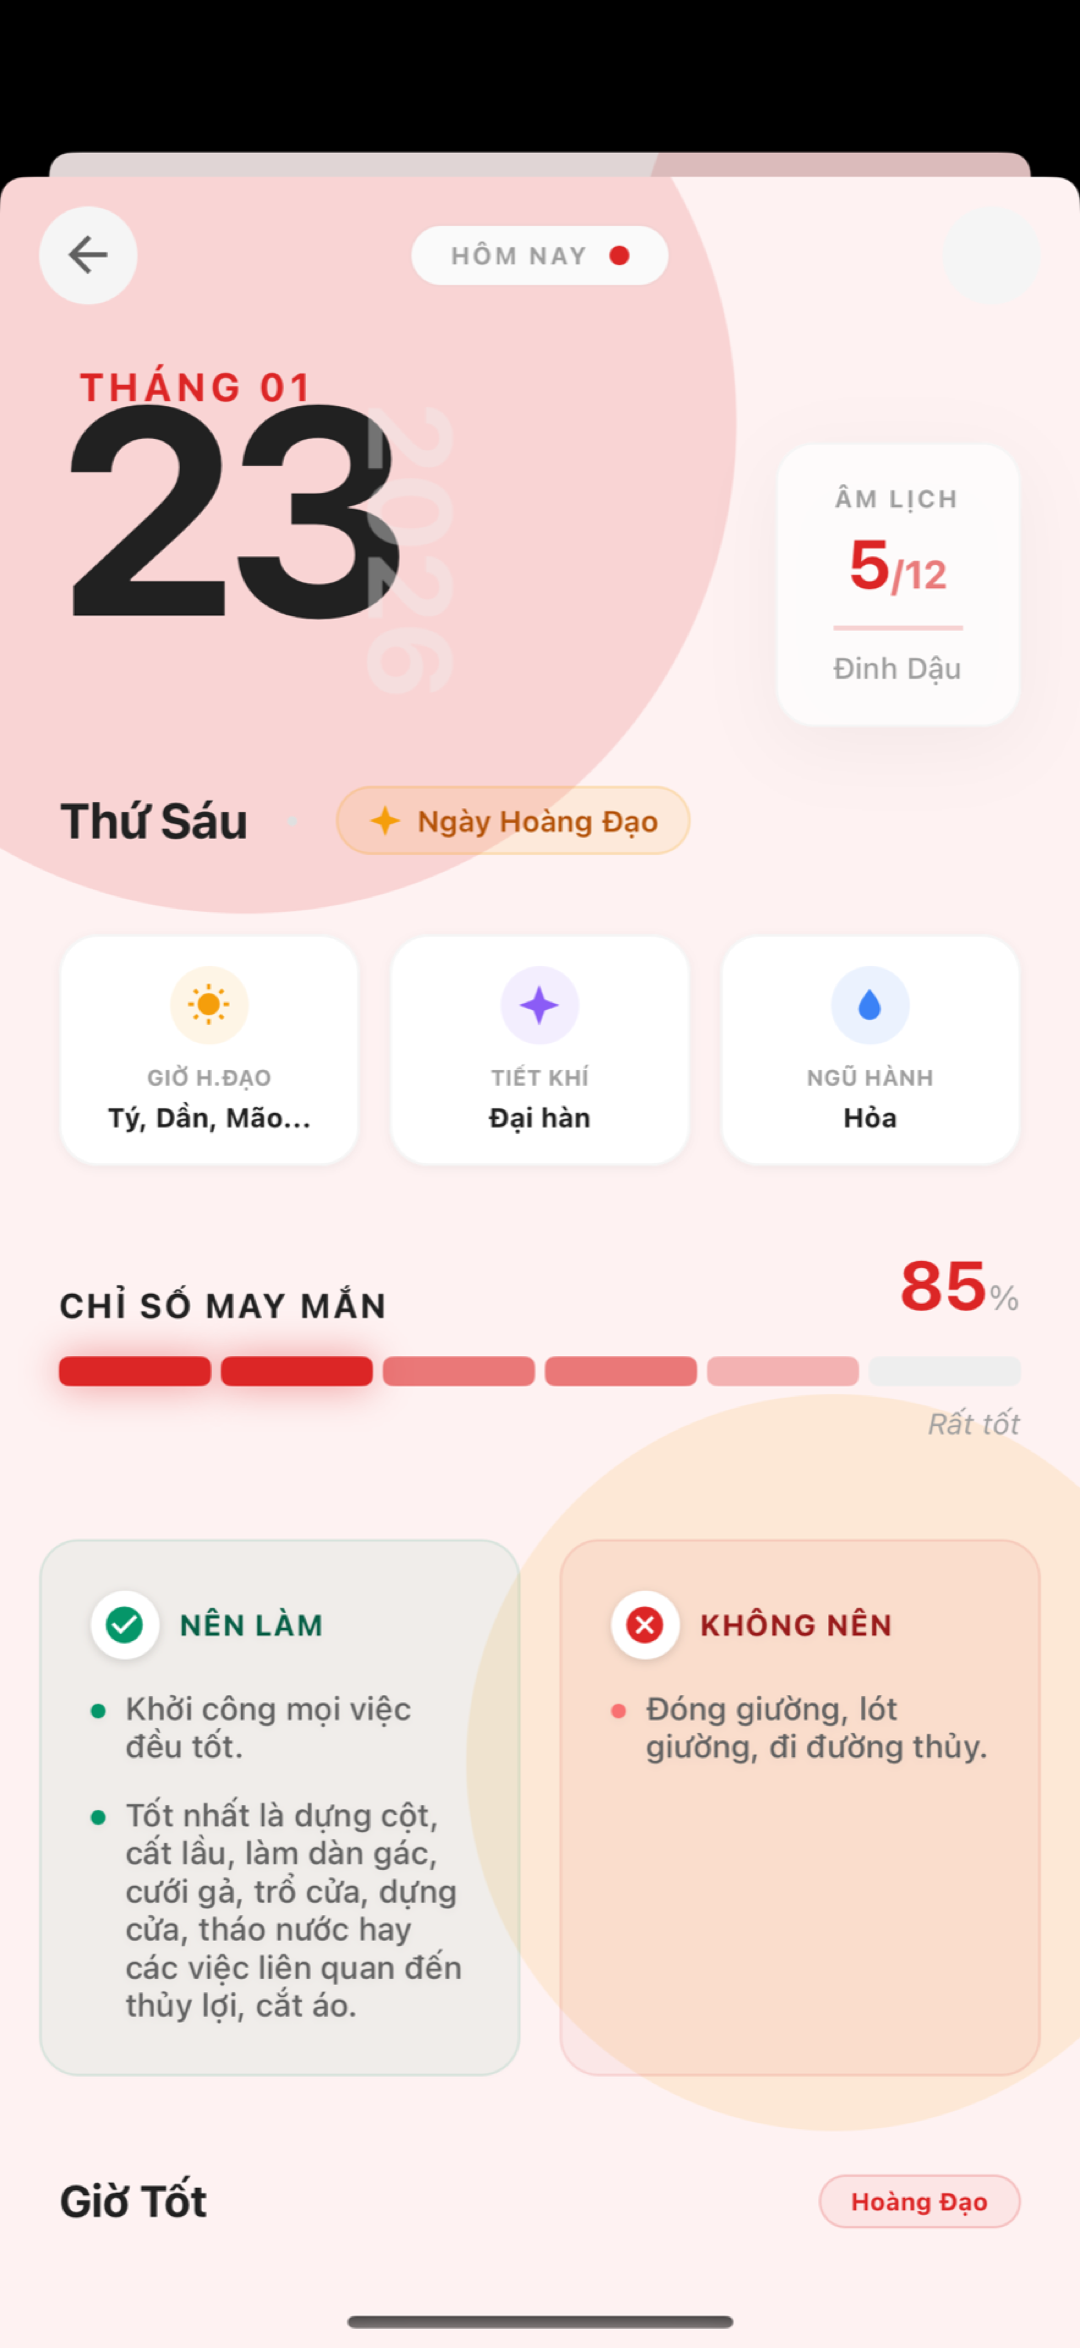 HÔM NAY
THÁNG 01
23
2026
ÂM LỊCH
5/12
Đinh Dậu
Thứ Sáu
Ngày Hoàng Đạo
GIỜ H.ĐẠO
Tý, Dần, Mão...
TIẾT KHÍ
Đại hàn
NGŨ HÀNH
Hỏa
CHỈ SỐ MAY MẮN
85%
Rất tốt
NÊN LÀM
Khởi công mọi việc
đều tốt.
Tốt nhất là dựng cột,
cất lầu, làm dàn gác,
cưới gả, trổ cửa, dựng
cửa, tháo nước hay
các việc liên quan đến
thủy lợi, cắt áo.
KHÔNG NÊN
Đóng giường, lót
giường, đi đường thủy.
Giờ Tốt
Hoàng Đạo